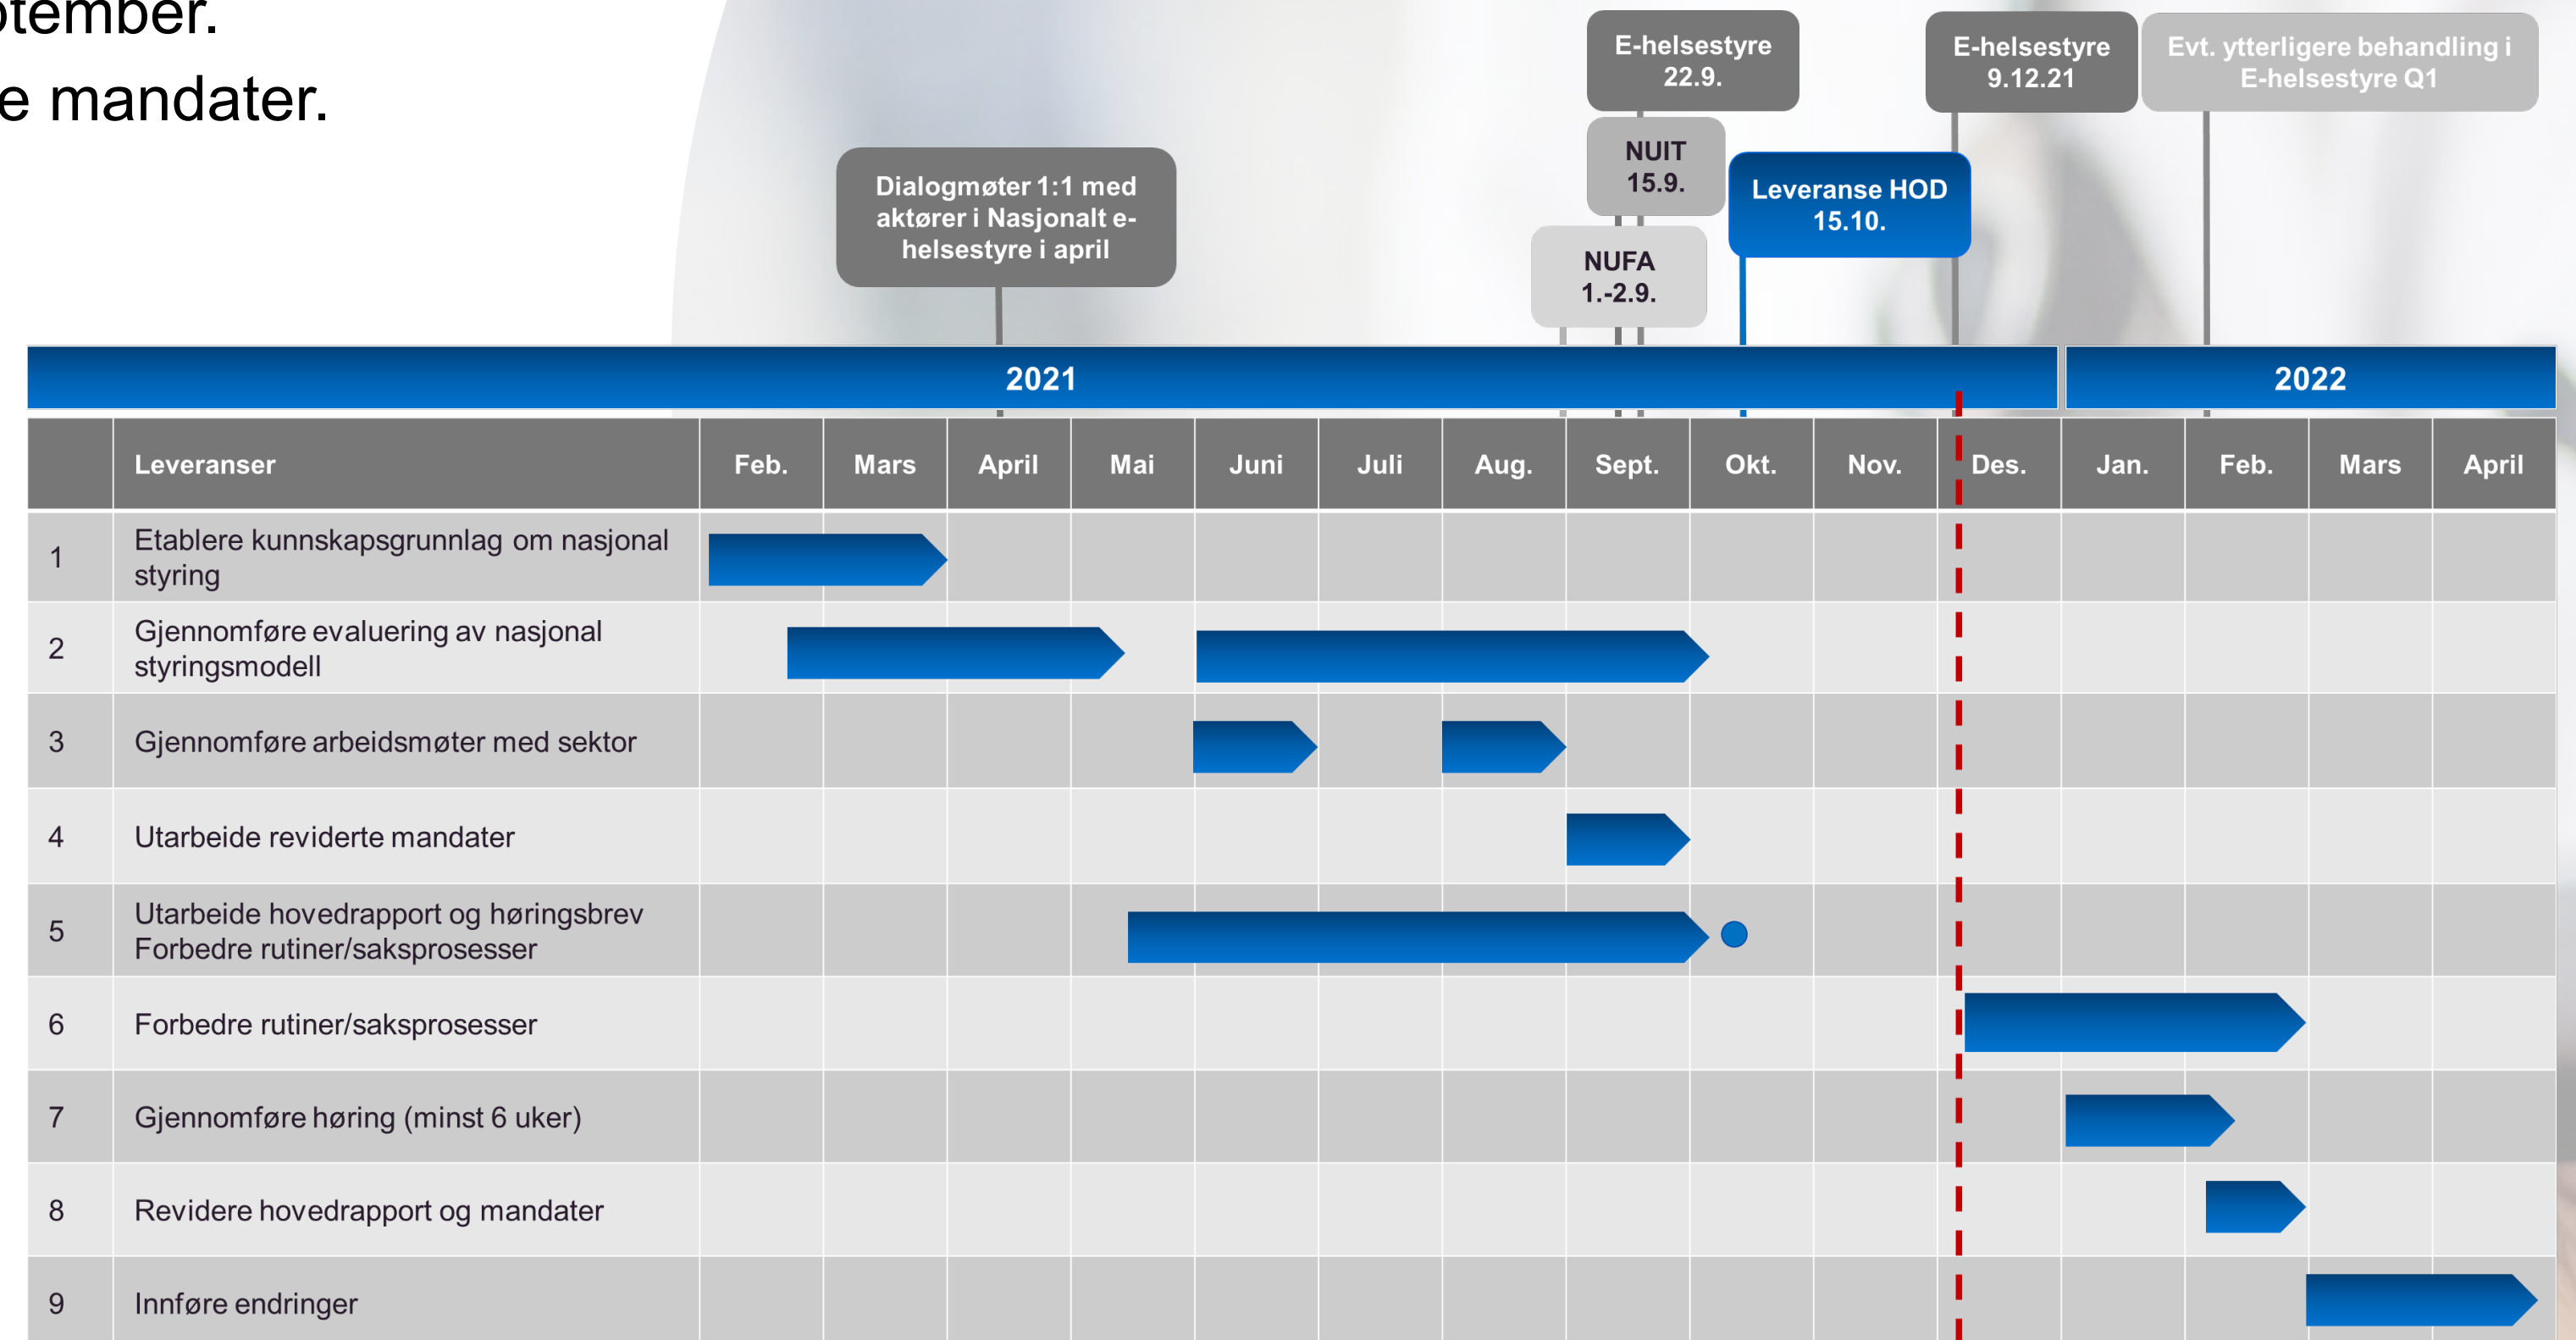 e mandater.
E-helsestyre
22.9.
E-helsestyre
9.12.21
Evt. ytterligere behandling i
E-helsestyre Q1
NUIT
15.9.
Dialogmøter 1:1 med
aktører i Nasjonalt e-
helsestyre i april
Leveranse HOD
15.10.
NUFA
1.-2.9.
2021
2022
Leveranser
Feb.
Mars
April
Mai
Juni
Juli
Aug.
Sept.
Okt.
Nov.
Des.
Jan.
Feb.
Mars
April
1
Etablere kunnskapsgrunnlag om nasjonal
styring
2
Gjennomføre evaluering av nasjonal
styringsmodell
3
Gjennomføre arbeidsmøter med sektor
4
Utarbeide reviderte mandater
5
Utarbeide hovedrapport og høringsbrev
Forbedre rutiner/saksprosesser
6
Forbedre rutiner/saksprosesser
7
Gjennomføre høring (minst 6 uker)
8
Revidere hovedrapport og mandater
9
Innføre endringer